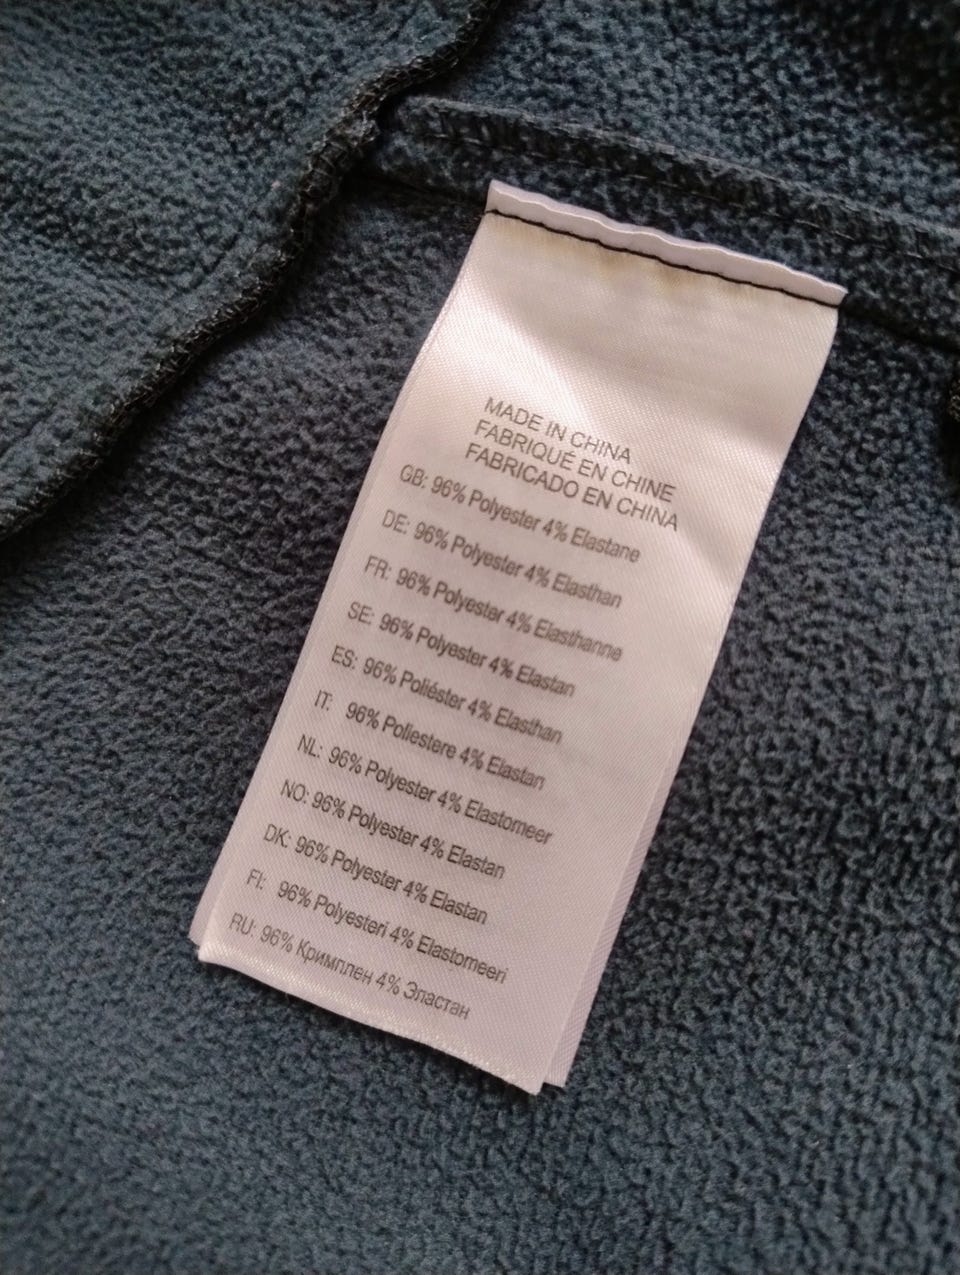 MADE IN CHINA
FABRIQUÉ EN CHINE
FABRICADO EN CHINA
GB: 96% Polyester 4% Elastane
DE: 96% Polyester 4% Elasthan
FR: 96% Polyester 4% Elasthanne
SE: 96% Polyester 4% Elastan
ES: 96% Poliéster 4% Elasthan
IT: 96% Poliestere 4% Elastan
NL: 96% Polyester 4% Elastomeer
NO: 96% Polyester 4% Elastan
DK: 96% Polyester 4% Elastan
FI: 96% Polyesteri 4% Elastomeeri
RU: 96% Кримплен 4% Эластан